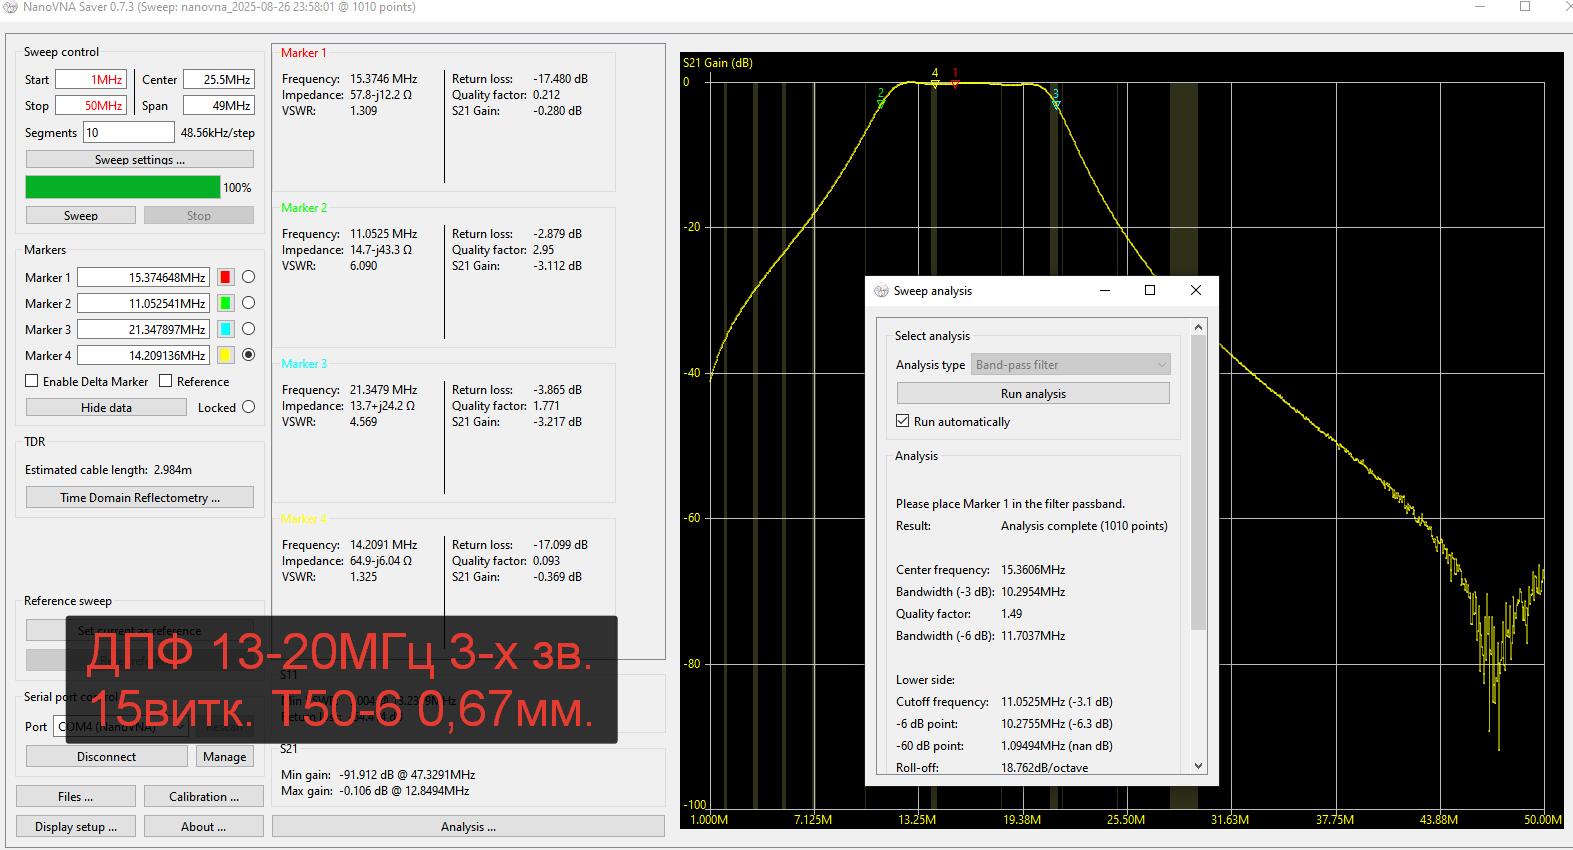 NanoVNA Saver 0.7.3 (Sweep: nanovna_2025-08-26 23:58:01 @ 1010 points)
Sweep control
Start 1MHz Center 25.5MHz
Stop 50MHz Span 49MHz
Segments 10 48.56kHz/step
Sweep settings ...
100%
Sweep Stop
Markers
Marker 1 15.374648MHz
Marker 2 11.052541MHz
Marker 3 21.347897MHz
Marker 4 14.209136MHz
Enable Delta Marker Reference
Hide data Locked
TDR
Estimated cable length: 2.984m
Time Domain Reflectometry ...
Reference sweep
Set current as reference
Serial port control
Port COM4 (NanoVNA)
Disconnect Manage
Files ... Calibration ...
Display setup ... About ...
Marker 1
Frequency: 15.3746 MHz Return loss: -17.480 dB
Impedance: 57.8-j12.2 Ω Quality factor: 0.212
VSWR: 1.309 S21 Gain: -0.280 dB
Marker 2
Frequency: 11.0525 MHz Return loss: -2.879 dB
Impedance: 14.7-j43.3 Ω Quality factor: 2.95
VSWR: 6.090 S21 Gain: -3.112 dB
Marker 3
Frequency: 21.3479 MHz Return loss: -3.865 dB
Impedance: 13.7+j24.2 Ω Quality factor: 1.771
VSWR: 4.569 S21 Gain: -3.217 dB
Marker 4
Frequency: 14.2091 MHz Return loss: -17.099 dB
Impedance: 64.9-j6.04 Ω Quality factor: 0.093
VSWR: 1.325 S21 Gain: -0.369 dB
ДПФ 13-20МГц 3-х зв.
15витк. Т50-6 0,67мм.
S11
S21
Min gain: -91.912 dB @ 47.3291MHz
Max gain: -0.106 dB @ 12.8494MHz
Analysis ...
S21 Gain (dB)
0
-20
-40
-60
-80
-100
2 4 1 3
1.000M 7.125M 13.25M 19.38M 25.50M 31.63M 37.75M 43.88M 50.00M
Sweep analysis
Select analysis
Analysis type Band-pass filter
Run analysis
Run automatically
Analysis
Please place Marker 1 in the filter passband.
Result: Analysis complete (1010 points)
Center frequency: 15.3606MHz
Bandwidth (-3 dB): 10.2954MHz
Quality factor: 1.49
Bandwidth (-6 dB): 11.7037MHz
Lower side:
Cutoff frequency: 11.0525MHz (-3.1 dB)
-6 dB point: 10.2755MHz (-6.3 dB)
-60 dB point: 1.09494MHz (nan dB)
Roll-off: 18.762dB/octave